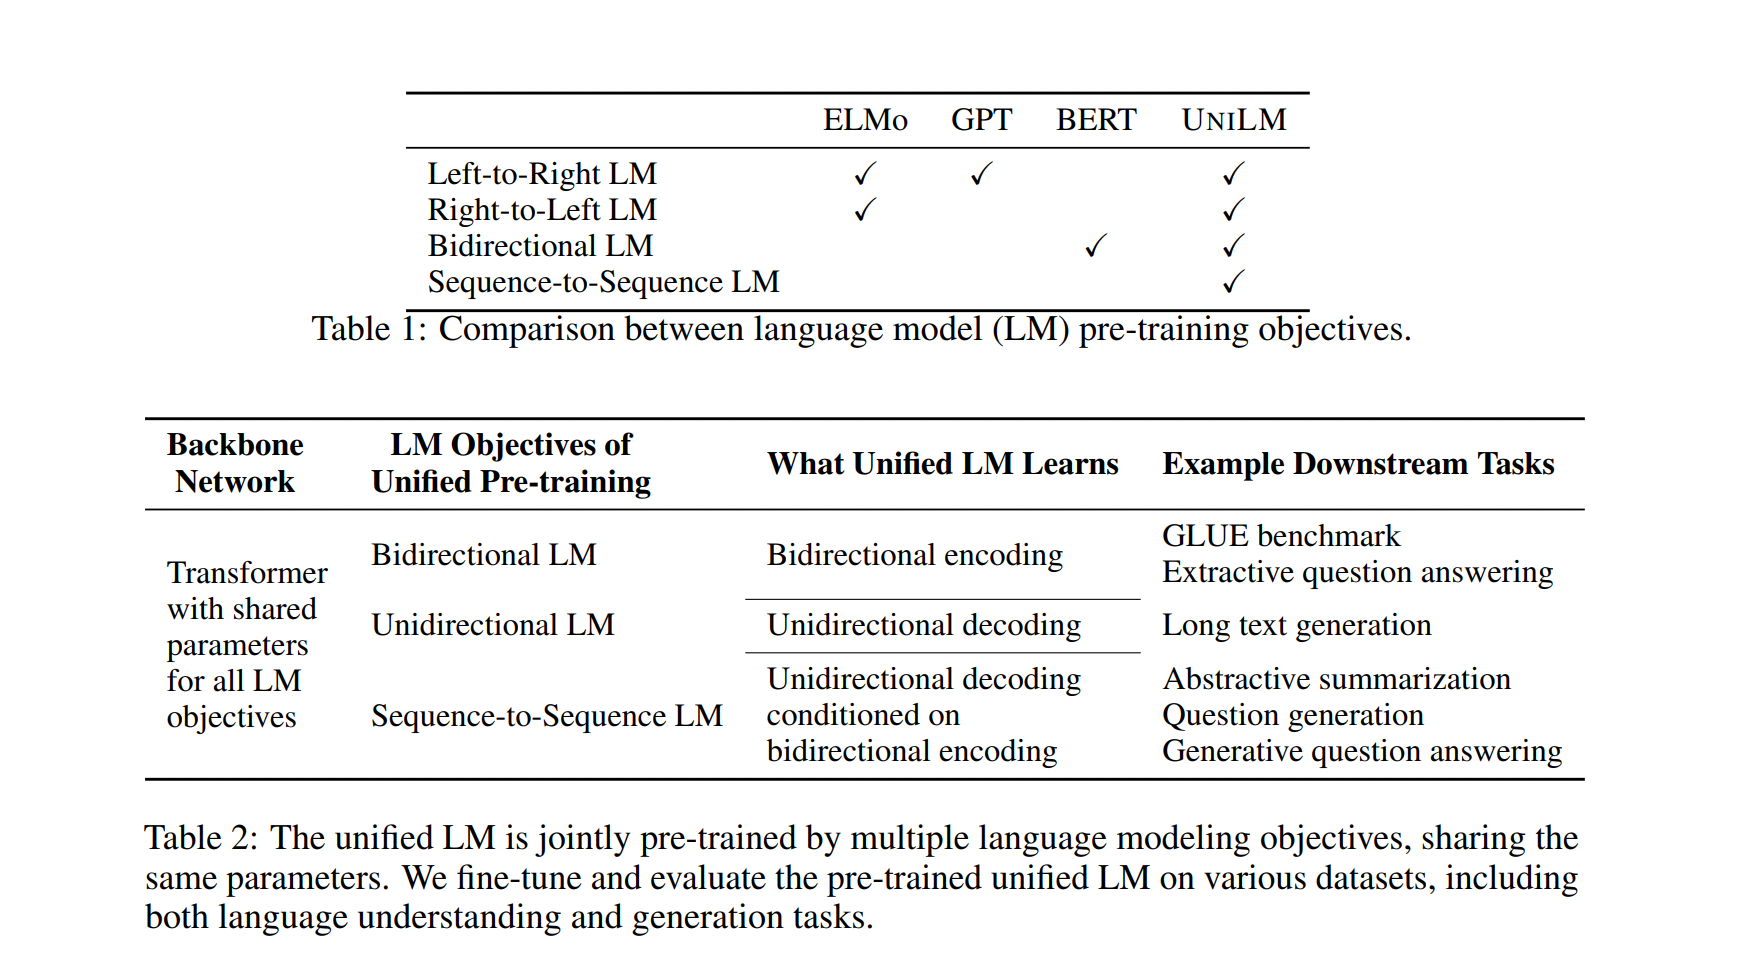 ELMo GPT BERT UNILM
Left-to-Right LM ✓ ✓ ✓
Right-to-Left LM ✓ ✓
Bidirectional LM ✓ ✓
Sequence-to-Sequence LM ✓
Table 1: Comparison between language model (LM) pre-training objectives.
Backbone
Network
LM Objectives of
Unified Pre-training
What Unified LM Learns
Example Downstream Tasks
Transformer
with shared
parameters
for all LM
objectives
Bidirectional LM
Bidirectional encoding
GLUE benchmark
Extractive question answering
Unidirectional LM
Unidirectional decoding
Long text generation
Sequence-to-Sequence LM
Unidirectional decoding
conditioned on
bidirectional encoding
Abstractive summarization
Question generation
Generative question answering
Table 2: The unified LM is jointly pre-trained by multiple language modeling objectives, sharing the
same parameters. We fine-tune and evaluate the pre-trained unified LM on various datasets, including
both language understanding and generation tasks.